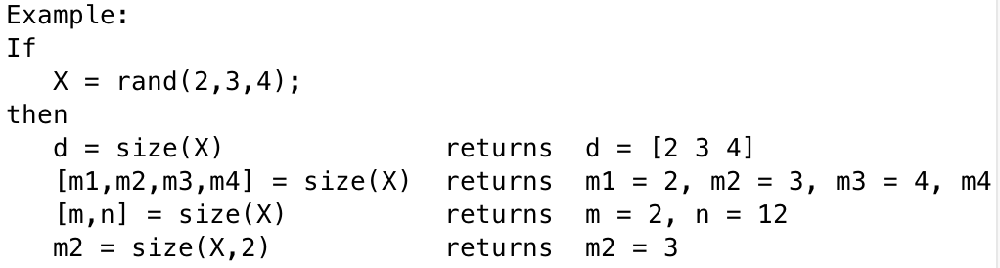 Example:
If
   X = rand(2,3,4);
then
   d = size(X)              returns  d = [2 3 4]
   [m1,m2,m3,m4] = size(X)  returns  m1 = 2, m2 = 3, m3 = 4, m4
   [m,n] = size(X)          returns  m = 2, n = 12
   m2 = size(X,2)           returns  m2 = 3